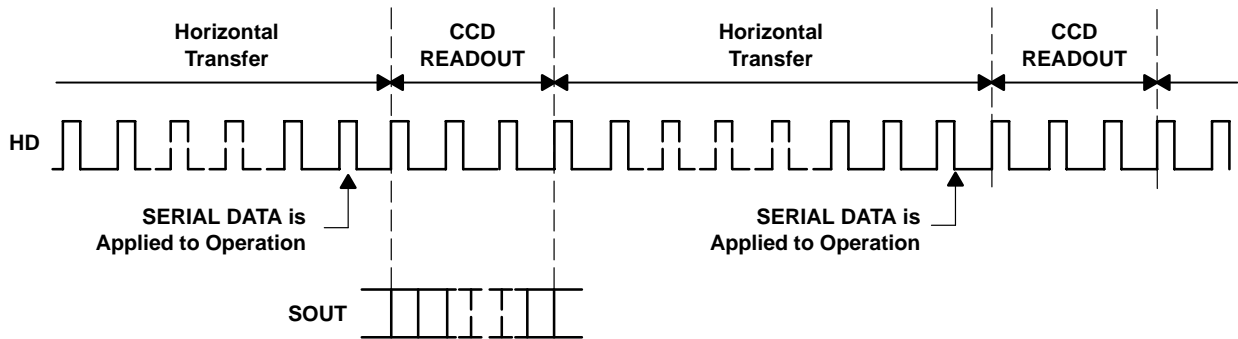 Horizontal
Transfer
CCD
READOUT
Horizontal
Transfer
CCD
READOUT
HD
SERIAL DATA is
Applied to Operation
SERIAL DATA is
Applied to Operation
SOUT